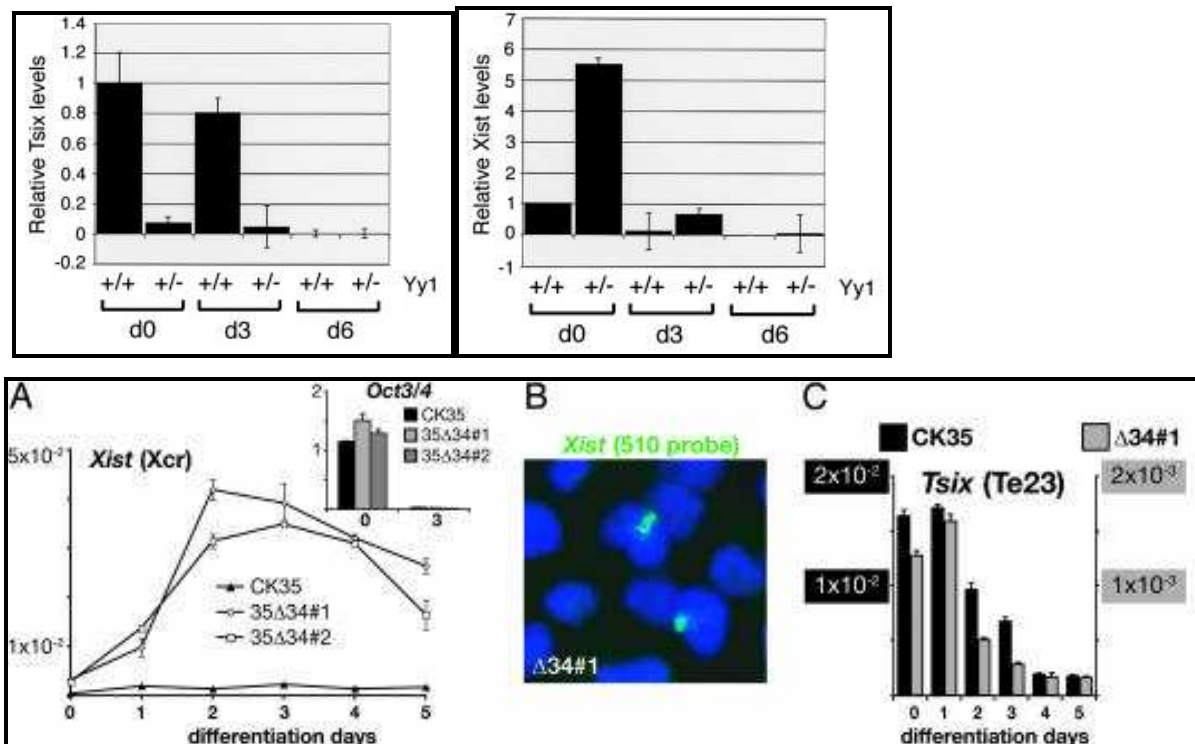 1.4
1.2
1
0.8
0.6
0.4
0.2
0
-0.2
Relative Tsix levels
+/+ +/- +/+ +/- +/+ +/- Yy1
d0 d3 d6
7
6
5
4
3
2
1
0
-1
Relative Xist levels
+/+ +/- +/+ +/- +/+ +/- Yy1
d0 d3 d6
A
5x10⁻²
1x10⁻²
Xist (Xcr)
2
1
Oct3/4
CK35
35Δ34#1
35Δ34#2
0 3
CK35
35Δ34#1
35Δ34#2
0 1 2 3 4 5
differentiation days
B
Xist (510 probe)
Δ34#1
C
CK35 Δ34#1
2x10⁻² Tsix (Te23) 2x10⁻³
1x10⁻² 1x10⁻³
0 1 2 3 4 5
differentiation days